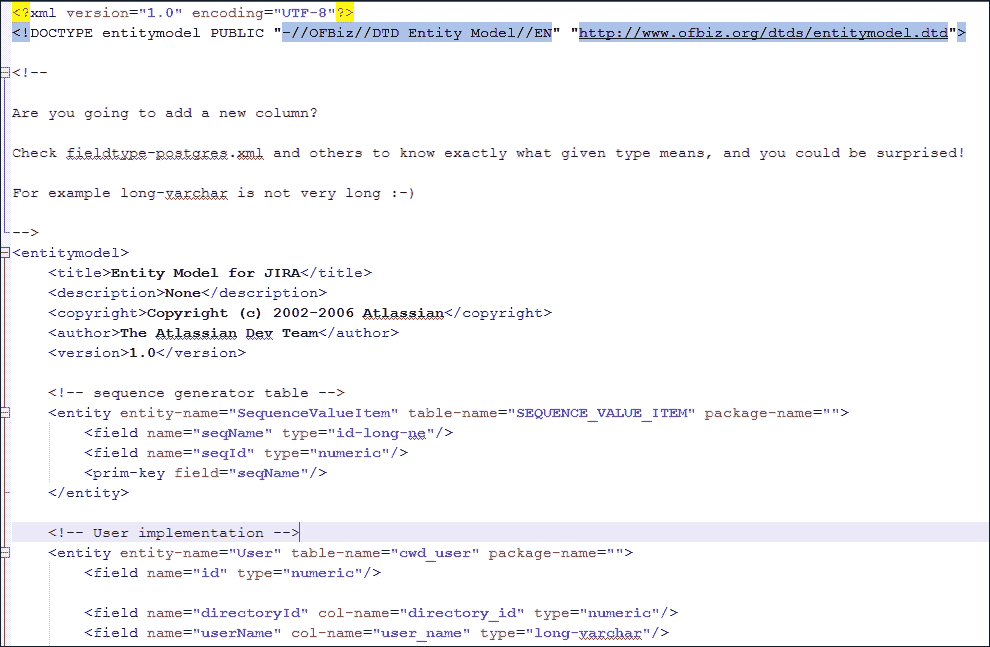 <?xml version="1.0" encoding="UTF-8"?>
<!DOCTYPE entitymodel PUBLIC "-//OFBiz//DTD Entity Model//EN" "http://www.ofbiz.org/dtds/entitymodel.dtd">
<!--
Are you going to add a new column?
Check fieldtype-postgres.xml and others to know exactly what given type means, and you could be surprised!
For example long-varchar is not very long :-)
-->
<entitymodel>
<title>Entity Model for JIRA</title>
<description>None</description>
<copyright>Copyright (c) 2002-2006 Atlassian</copyright>
<author>The Atlassian Dev Team</author>
<version>1.0</version>
<!-- sequence generator table -->
<entity entity-name="SequenceValueItem" table-name="SEQUENCE_VALUE_ITEM" package-name="">
<field name="seqName" type="id-long-ne"/>
<field name="seqId" type="numeric"/>
<prim-key field="seqName"/>
</entity>
<!-- User implementation -->
<entity entity-name="User" table-name="cwd_user" package-name="">
<field name="id" type="numeric"/>
<field name="directoryId" col-name="directory_id" type="numeric"/>
<field name="userName" col-name="user_name" type="long-varchar"/>